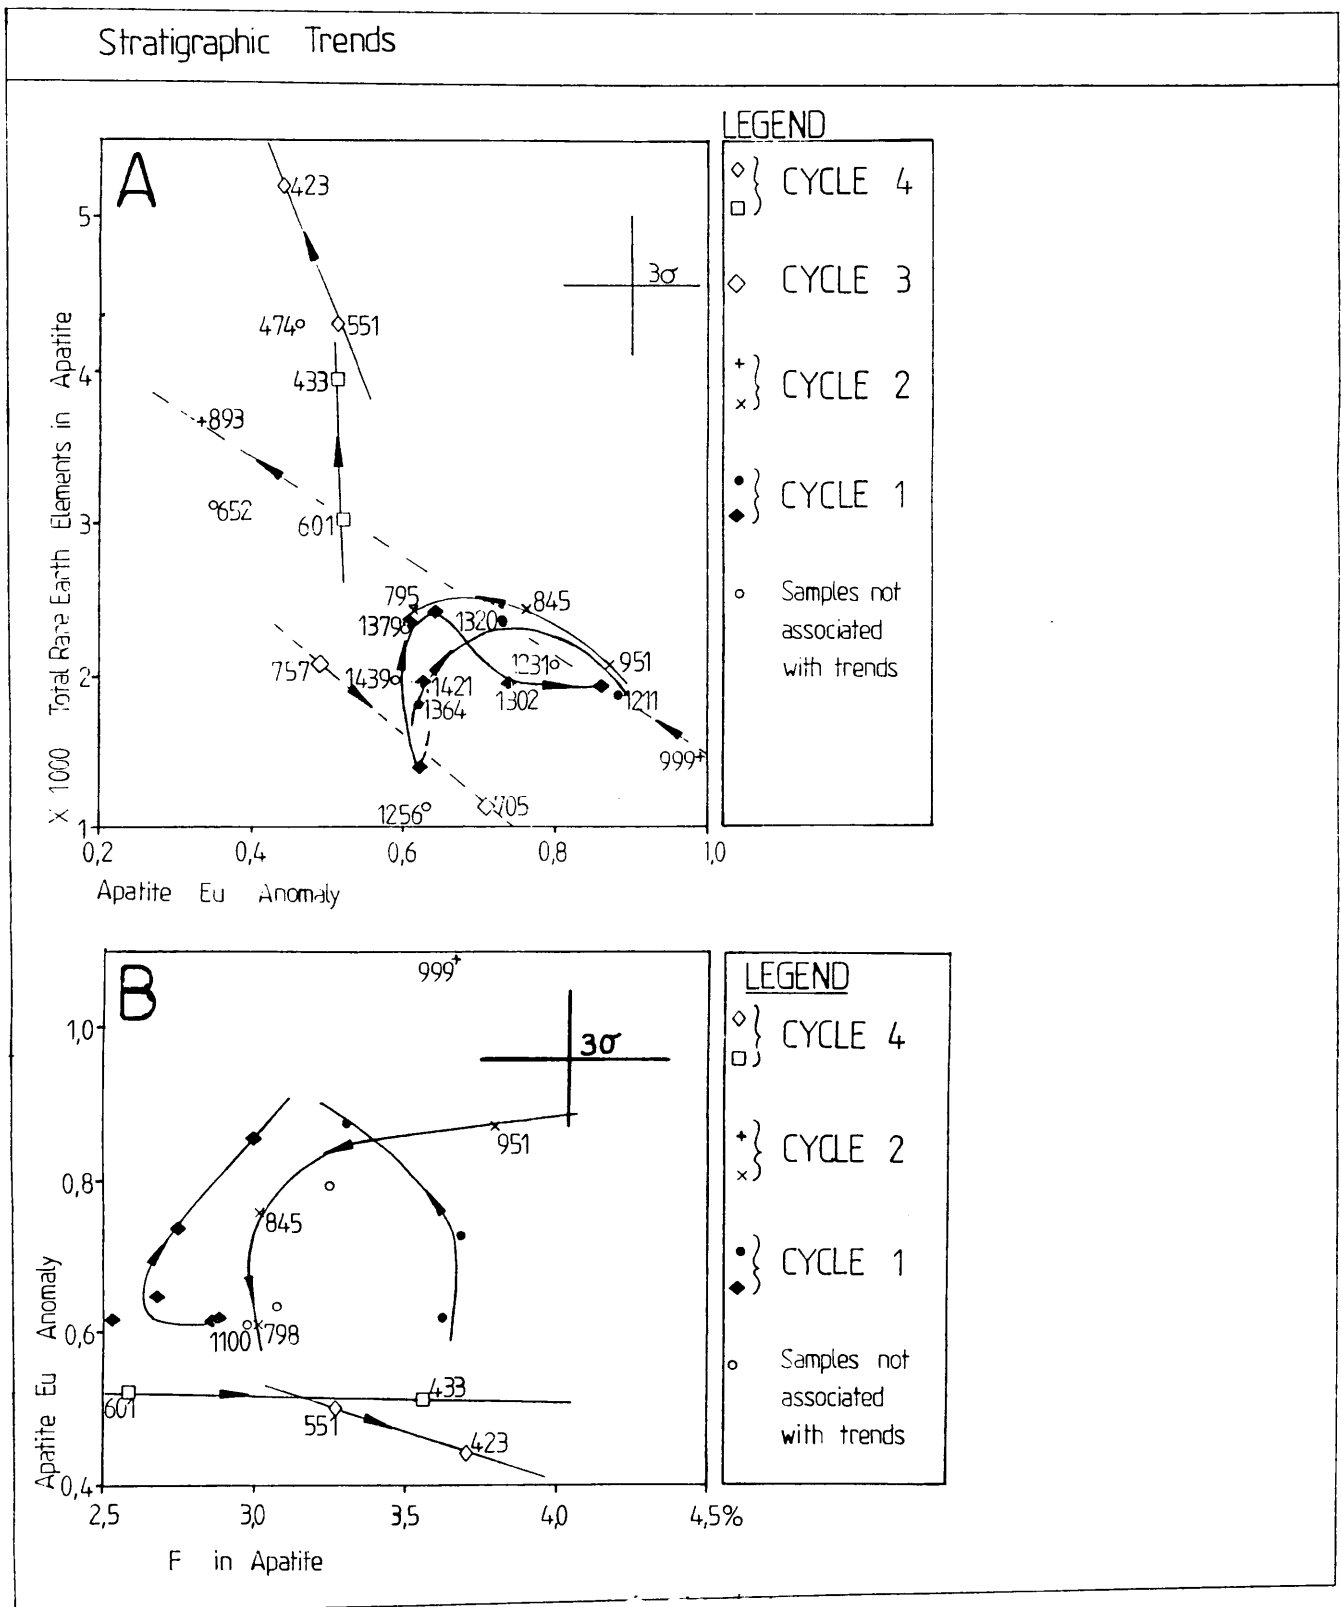 Stratigraphic Trends
LEGEND
A
CYCLE 4
CYCLE 3
CYCLE 2
CYCLE 1
Samples not
associated
with trends
3σ
423
474
551
433
893
652
601
795
845
1379
1320
951
1231
757
1439
1421
1302
1211
1364
999
1256
705
5
4
3
2
1
0,2
0,4
0,6
0,8
1,0
X 1000 Total Rare Earth Elements in Apatite
Apatite Eu Anomaly
B
LEGEND
CYCLE 4
CYCLE 2
CYCLE 1
Samples not
associated
with trends
999
3σ
951
845
1100
798
601
433
551
423
1,0
0,8
0,6
0,4
2,5
3,0
3,5
4,0
4,5%
Apatite Eu Anomaly
F in Apatite